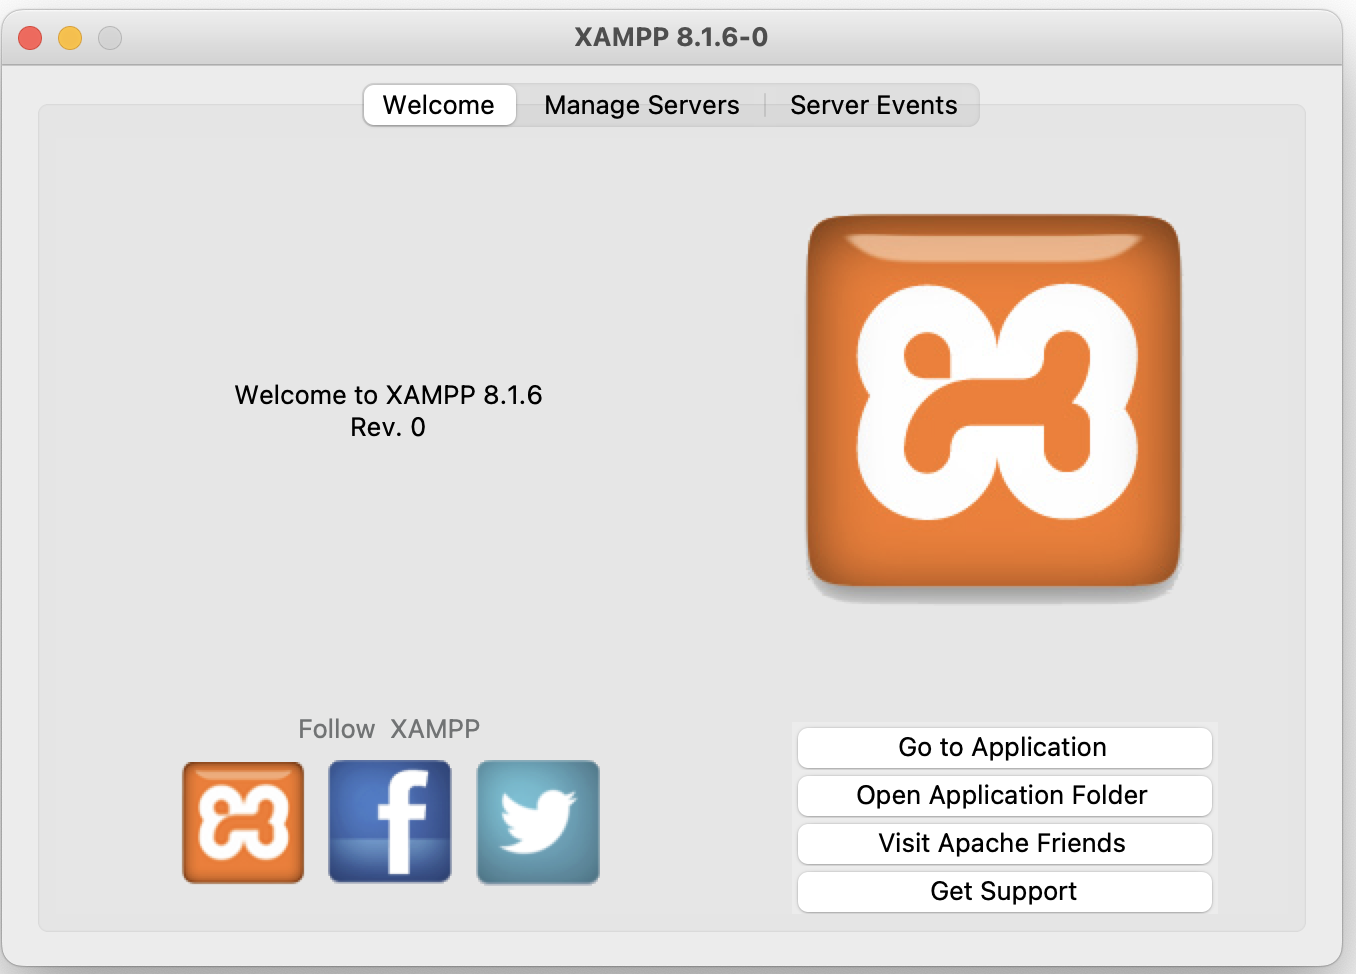 XAMPP 8.1.6-0
Welcome
Manage Servers
Server Events
Welcome to XAMPP 8.1.6
Rev. 0
Follow XAMPP
Go to Application
Open Application Folder
Visit Apache Friends
Get Support